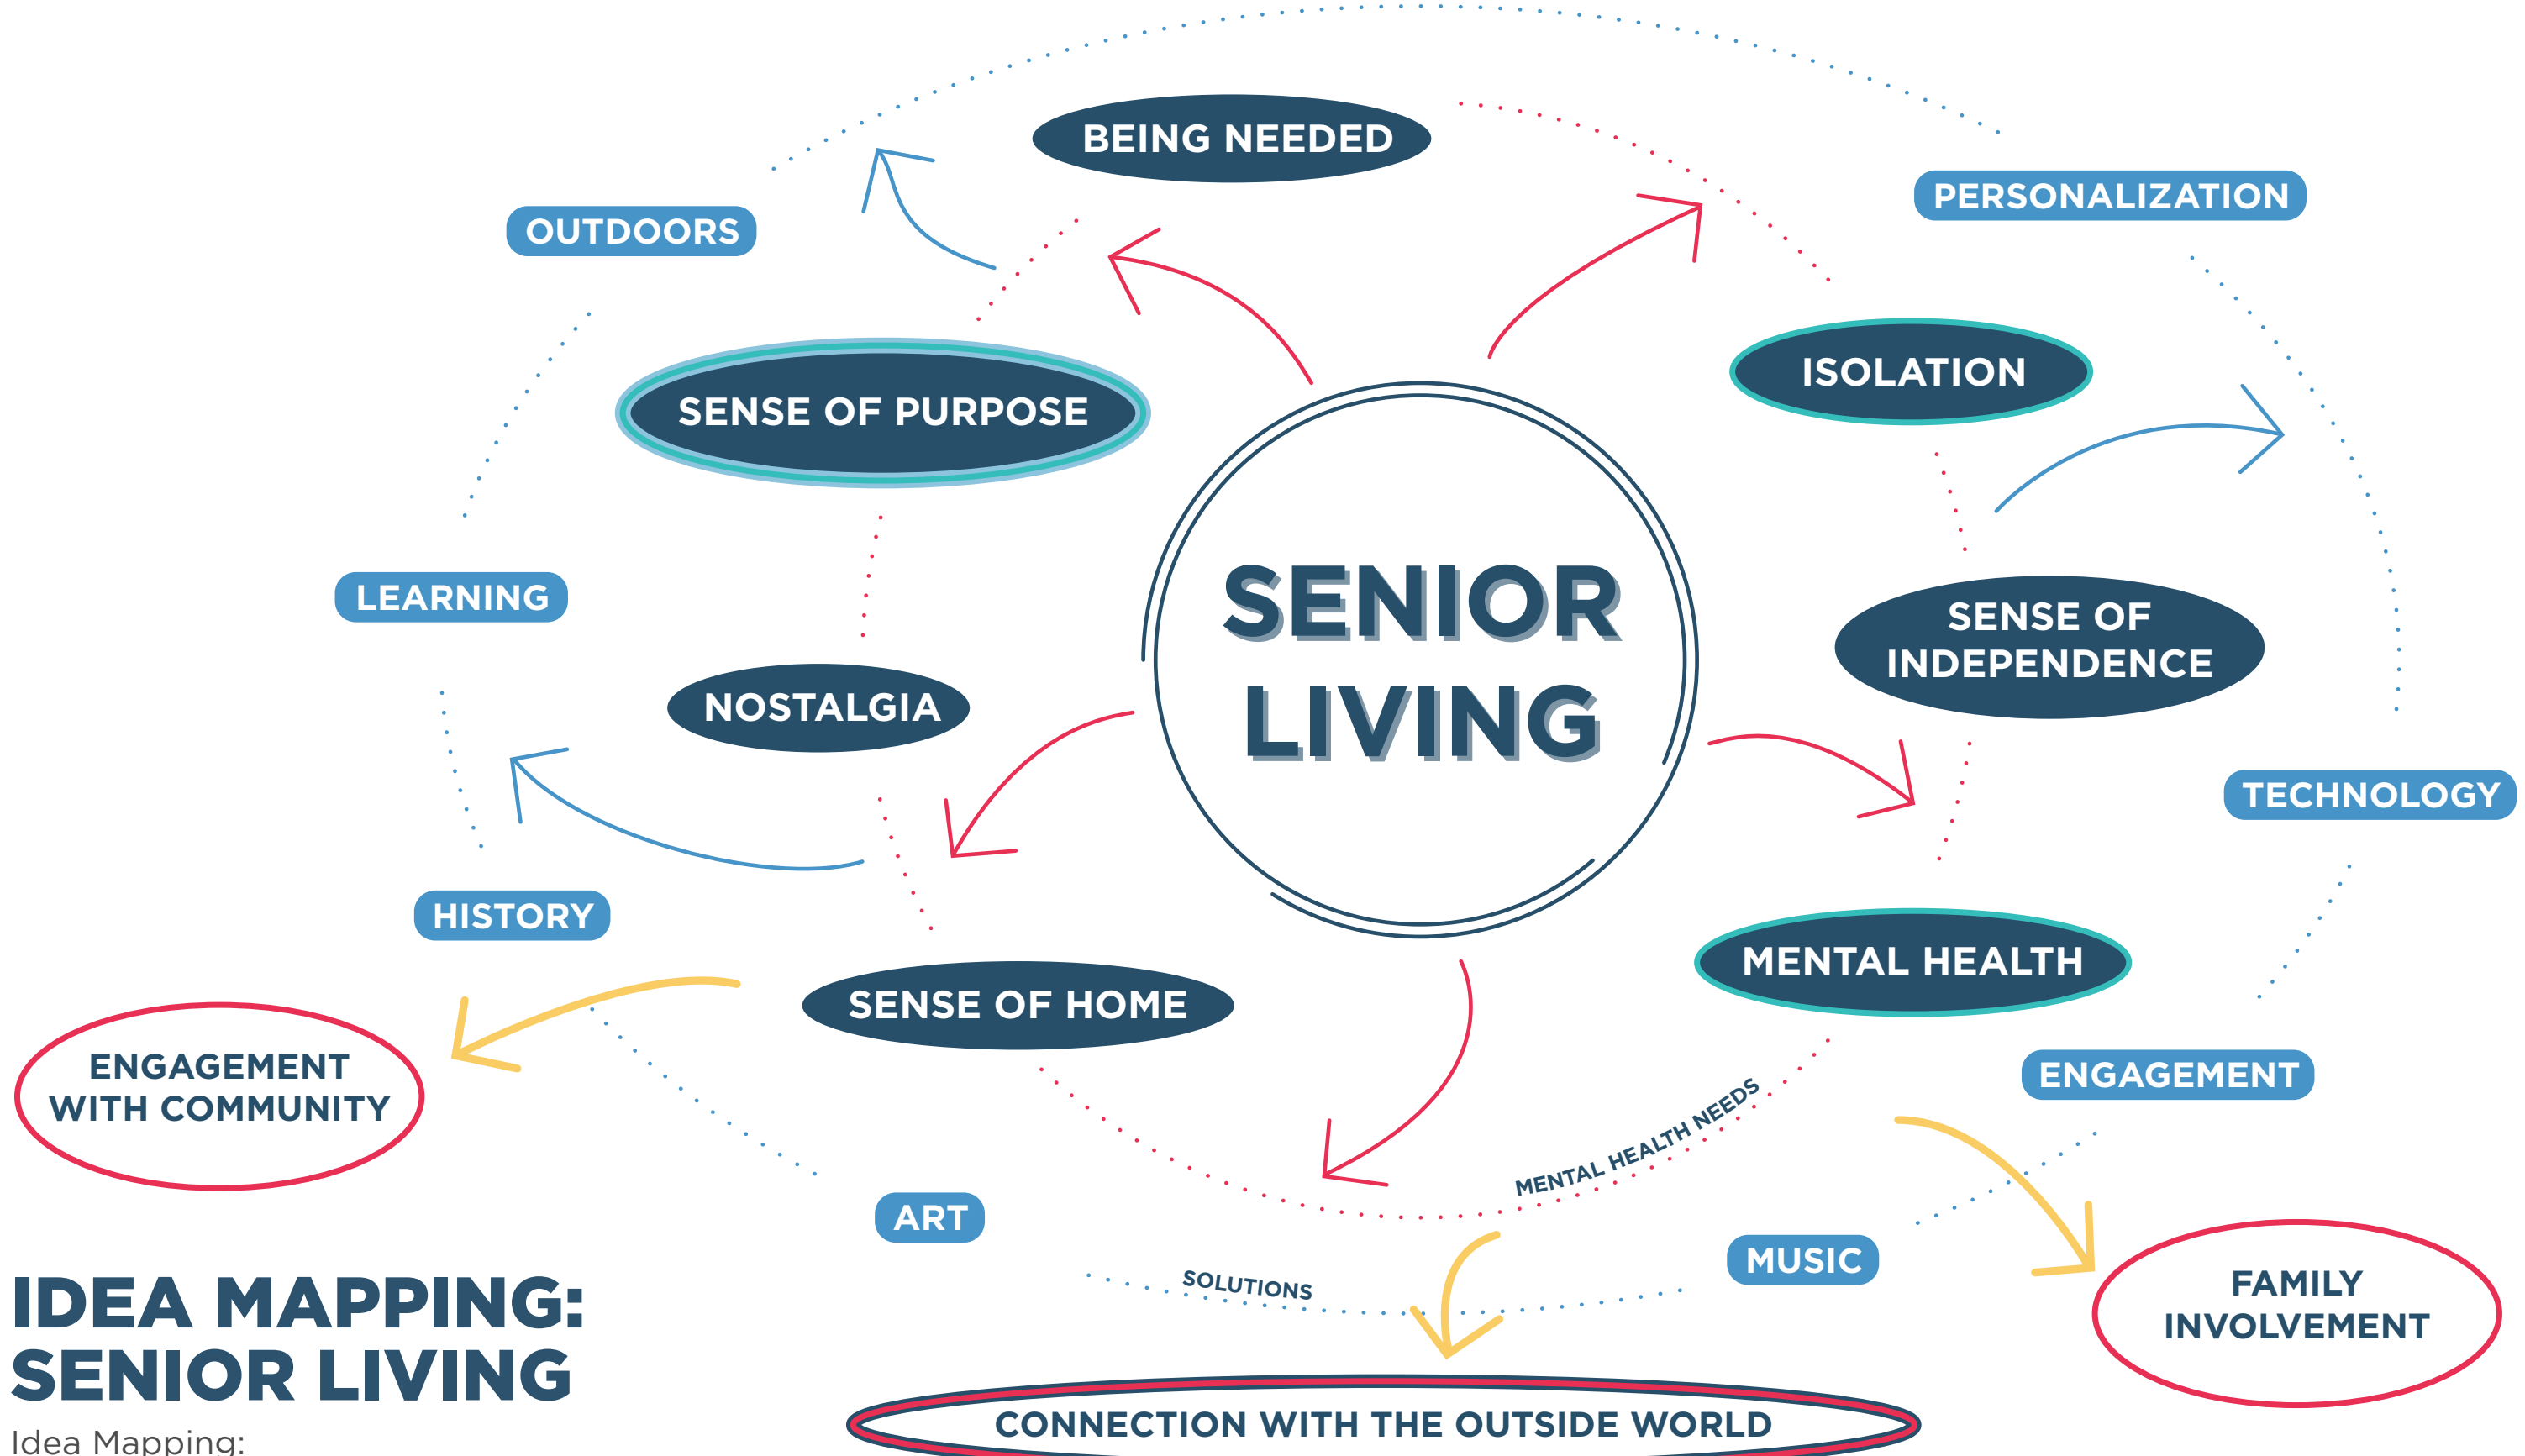 BEING NEEDED
PERSONALIZATION
OUTDOORS
ISOLATION
SENSE OF PURPOSE
SENIOR
LIVING
LEARNING
SENSE OF
INDEPENDENCE
NOSTALGIA
TECHNOLOGY
HISTORY
MENTAL HEALTH
SENSE OF HOME
ENGAGEMENT
WITH COMMUNITY
ENGAGEMENT
MENTAL HEALTH NEEDS
ART
MUSIC
SOLUTIONS
FAMILY
INVOLVEMENT
IDEA MAPPING:
SENIOR LIVING
CONNECTION WITH THE OUTSIDE WORLD
Idea Mapping: